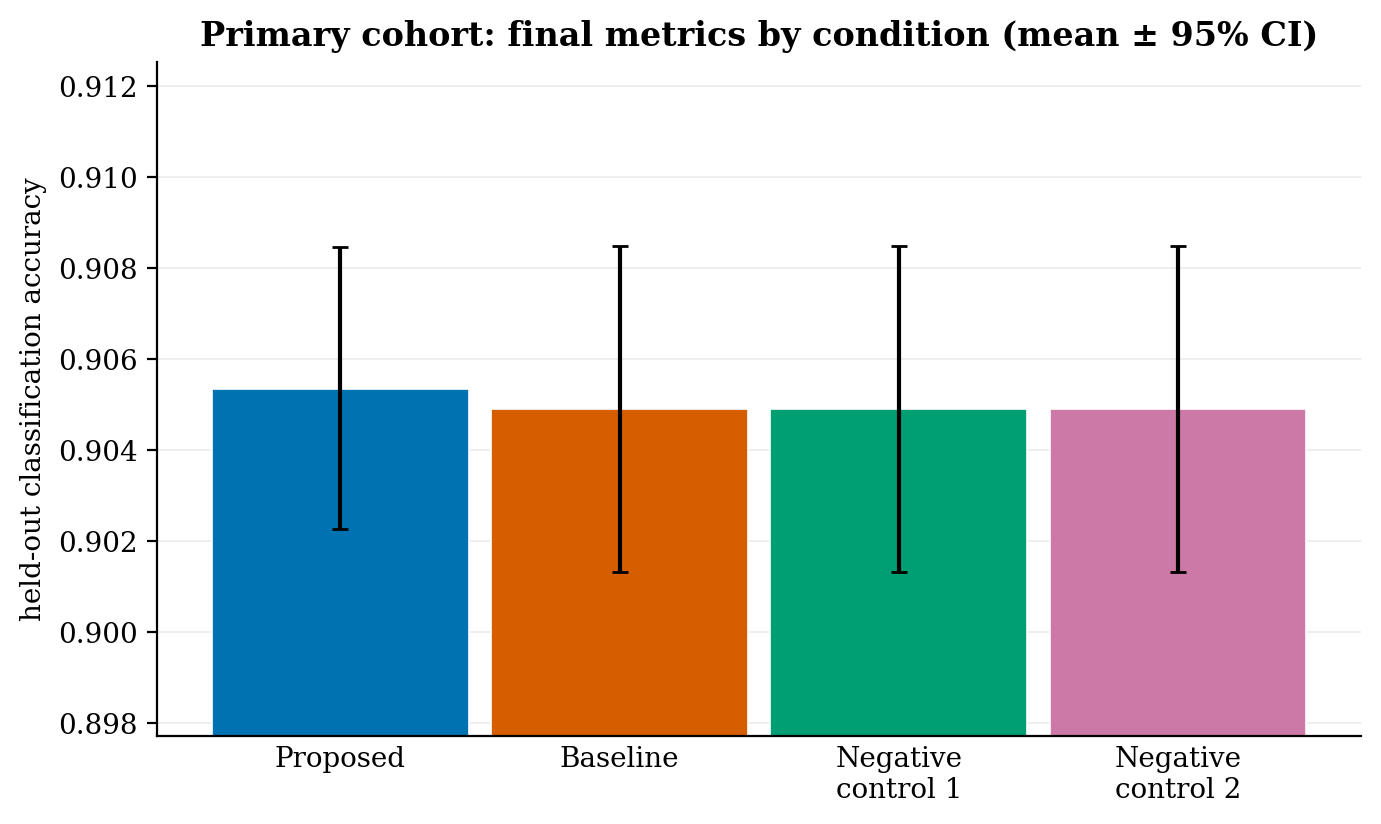 Primary cohort: final metrics by condition (mean ± 95% CI)
held-out classification accuracy
0.912
0.910
0.908
0.906
0.904
0.902
0.900
0.898
Proposed
Baseline
Negative
control 1
Negative
control 2